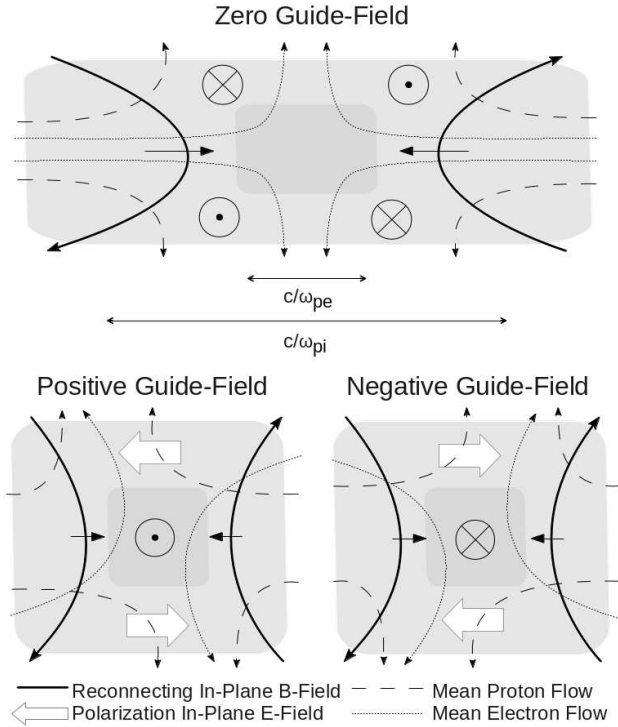 Zero Guide-Field
c/ωpe
c/ωpi
Positive Guide-Field
Negative Guide-Field
Reconnecting In-Plane B-Field
Mean Proton Flow
Polarization In-Plane E-Field
Mean Electron Flow